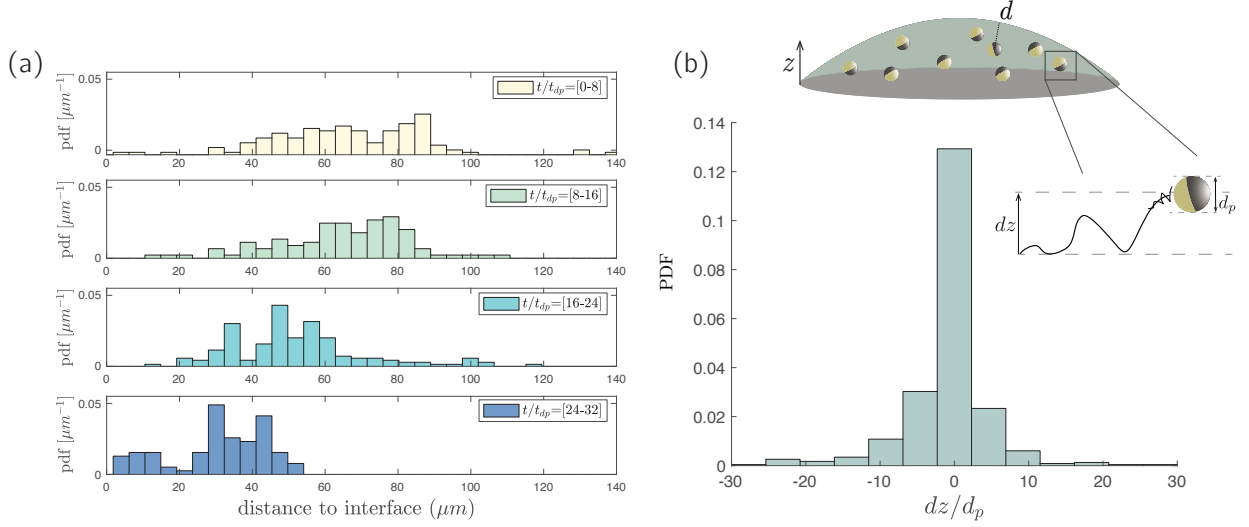 (a)
pdf [μm⁻¹]
0.05
0
t/t_dp=[0-8]
0 20 40 60 80 100 120 140
pdf [μm⁻¹]
0.05
0
t/t_dp=[8-16]
0 20 40 60 80 100 120 140
pdf [μm⁻¹]
0.05
0
t/t_dp=[16-24]
0 20 40 60 80 100 120 140
pdf [μm⁻¹]
0.05
0
t/t_dp=[24-32]
0 20 40 60 80 100 120 140
distance to interface (μm)
(b)
d
z
dz
d_p
PDF
0.14
0.12
0.1
0.08
0.06
0.04
0.02
0
-30 -20 -10 0 10 20 30
dz/d_p